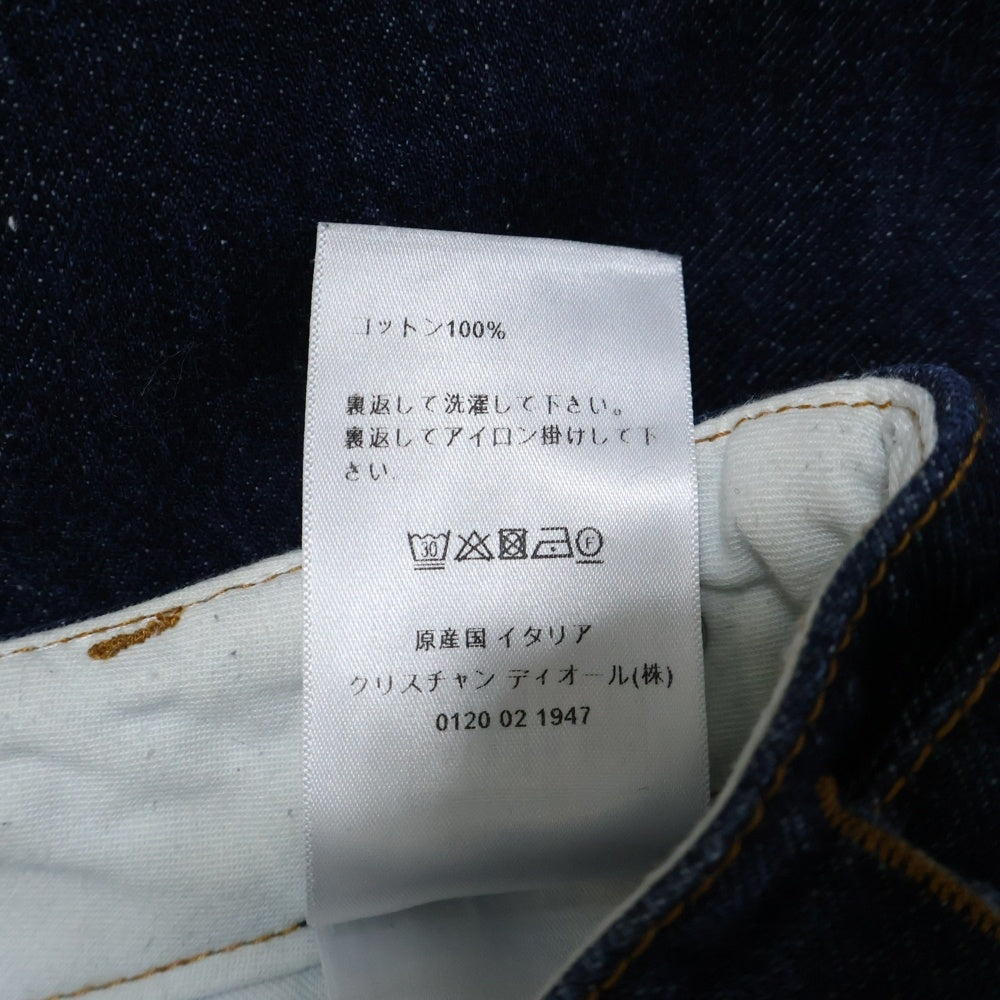 コットン100%
裏返して洗濯して下さい。
裏返してアイロン掛けして下
さい.
30
F
原産国 イタリア
クリスチャン ディオール(株)
0120 02 1947